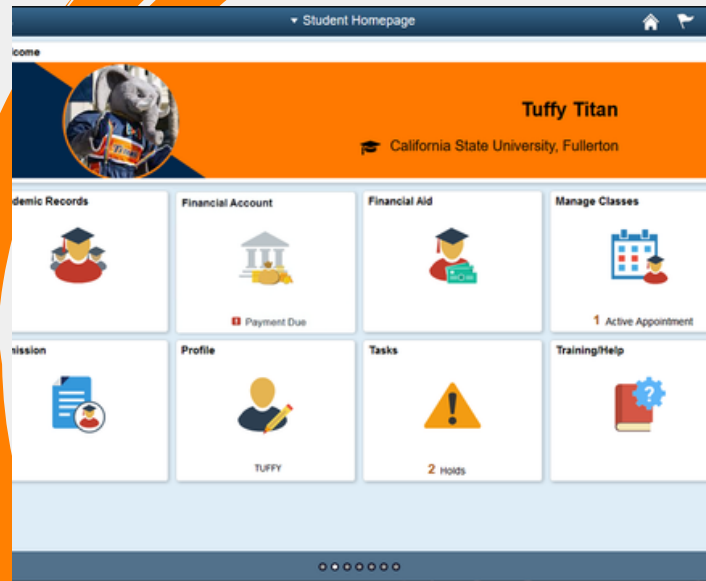 Student Homepage
come
Tuffy Titan
California State University, Fullerton
demic Records
Financial Account
Financial Aid
Manage Classes
Payment Due
1 Active Appointment
ission
Profile
Tasks
Training/Help
?
TUFFY
2 Holds